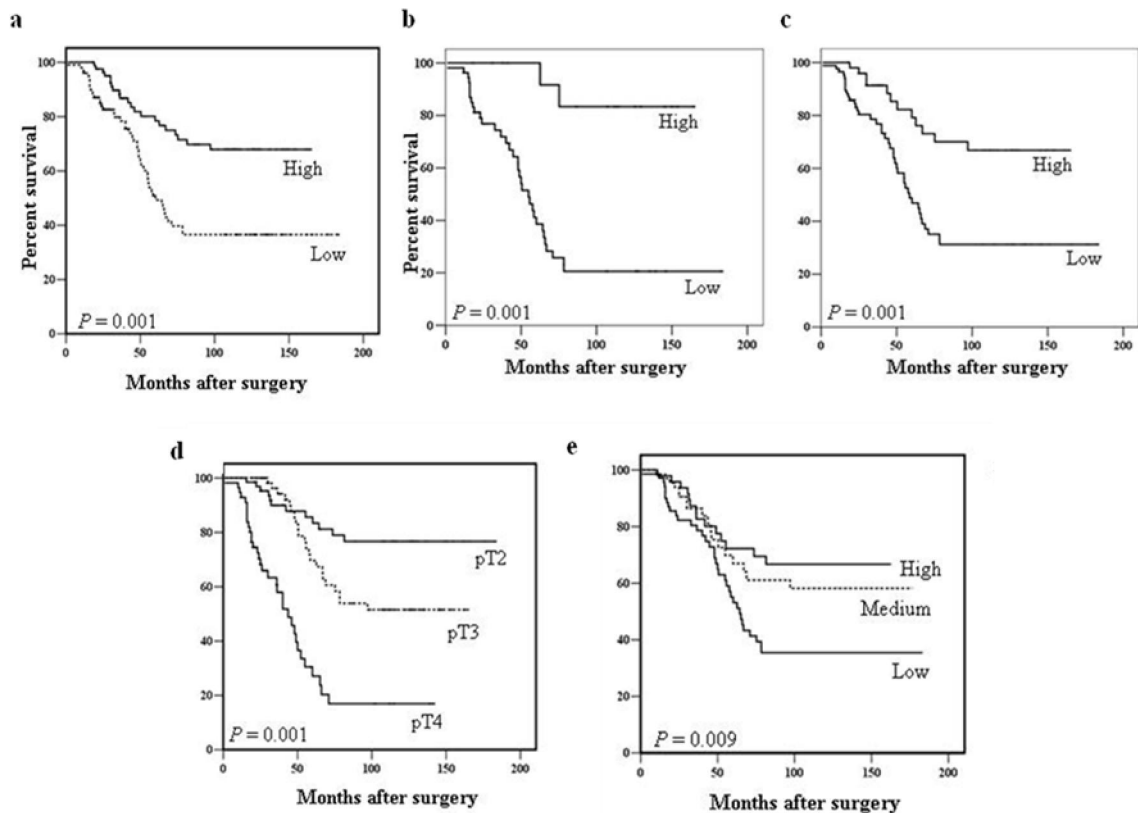 a
Percent survival
100
80
60
40
20
0
High
Low
P = 0.001
0 50 100 150 200
Months after surgery
b
100
80
60
40
20
0
High
Low
P = 0.001
0 50 100 150 200
Months after surgery
c
100
80
60
40
20
0
High
Low
P = 0.001
0 50 100 150 200
Months after surgery
d
Percent survival
100
80
60
40
20
0
pT2
pT3
pT4
P = 0.001
0 50 100 150 200
Months after surgery
e
100
80
60
40
20
0
High
Medium
Low
P = 0.009
0 50 100 150 200
Months after surgery